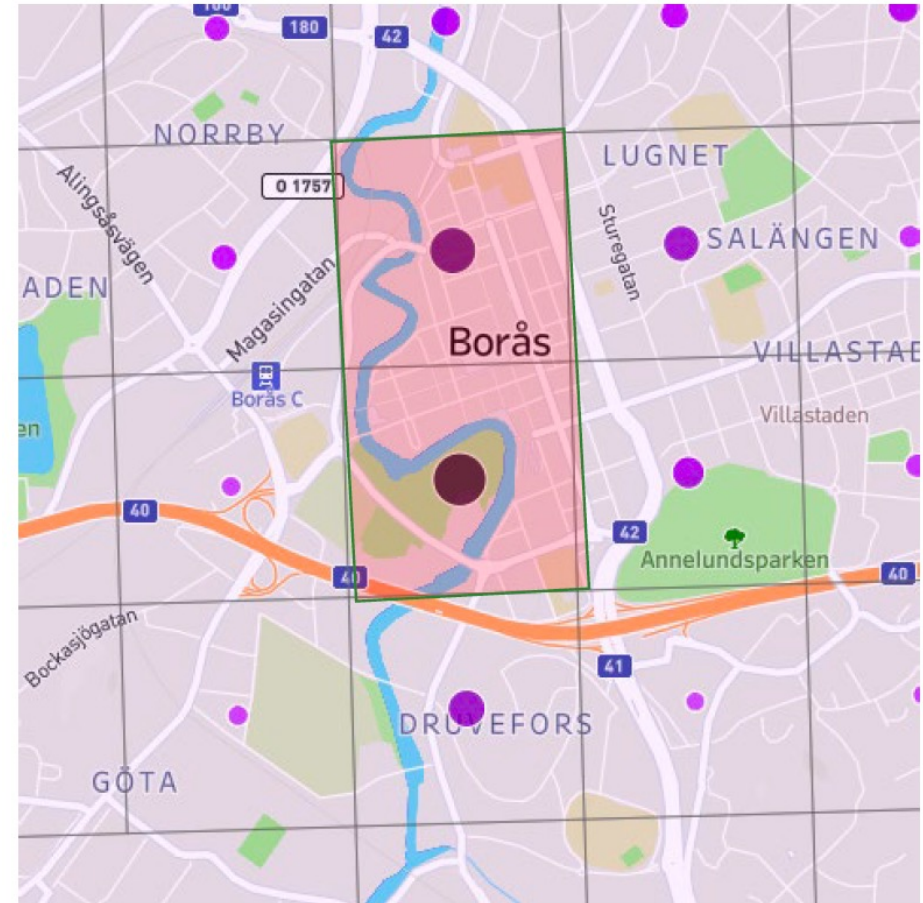 180
180
42
NORRBY
LUGNET
O 1757
Alingsåsvägen
Sturegatan
SALÄNGEN
ADEN
Magasingatan
Borås
VILLASTAD
Borås C
Villastaden
en
40
42
Annelundsparken
40
40
Bockasjögatan
41
DRUVEFORS
GÖTA